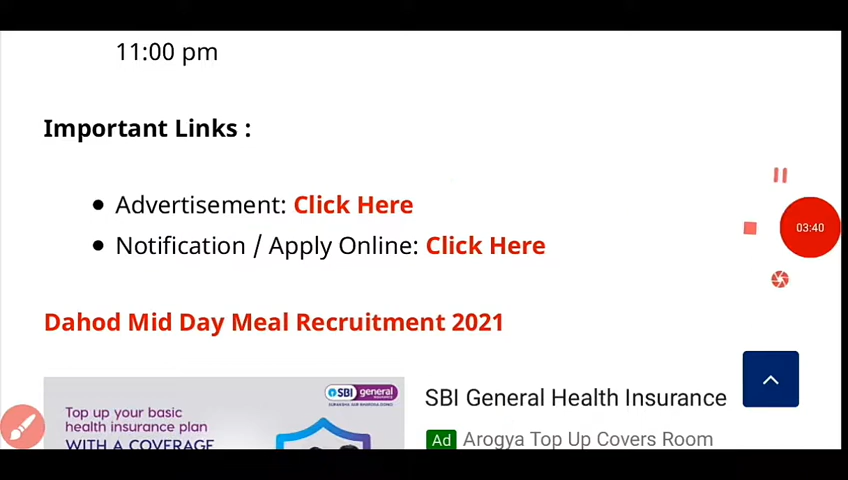 11:00 pm
Important Links :
Advertisement: Click Here
Notification / Apply Online: Click Here
03:40
Dahod Mid Day Meal Recruitment 2021
SBI general
Top up your basic
health insurance plan
WITH A COVERAGE
SBI General Health Insurance
Ad Arogya Top Up Covers Room